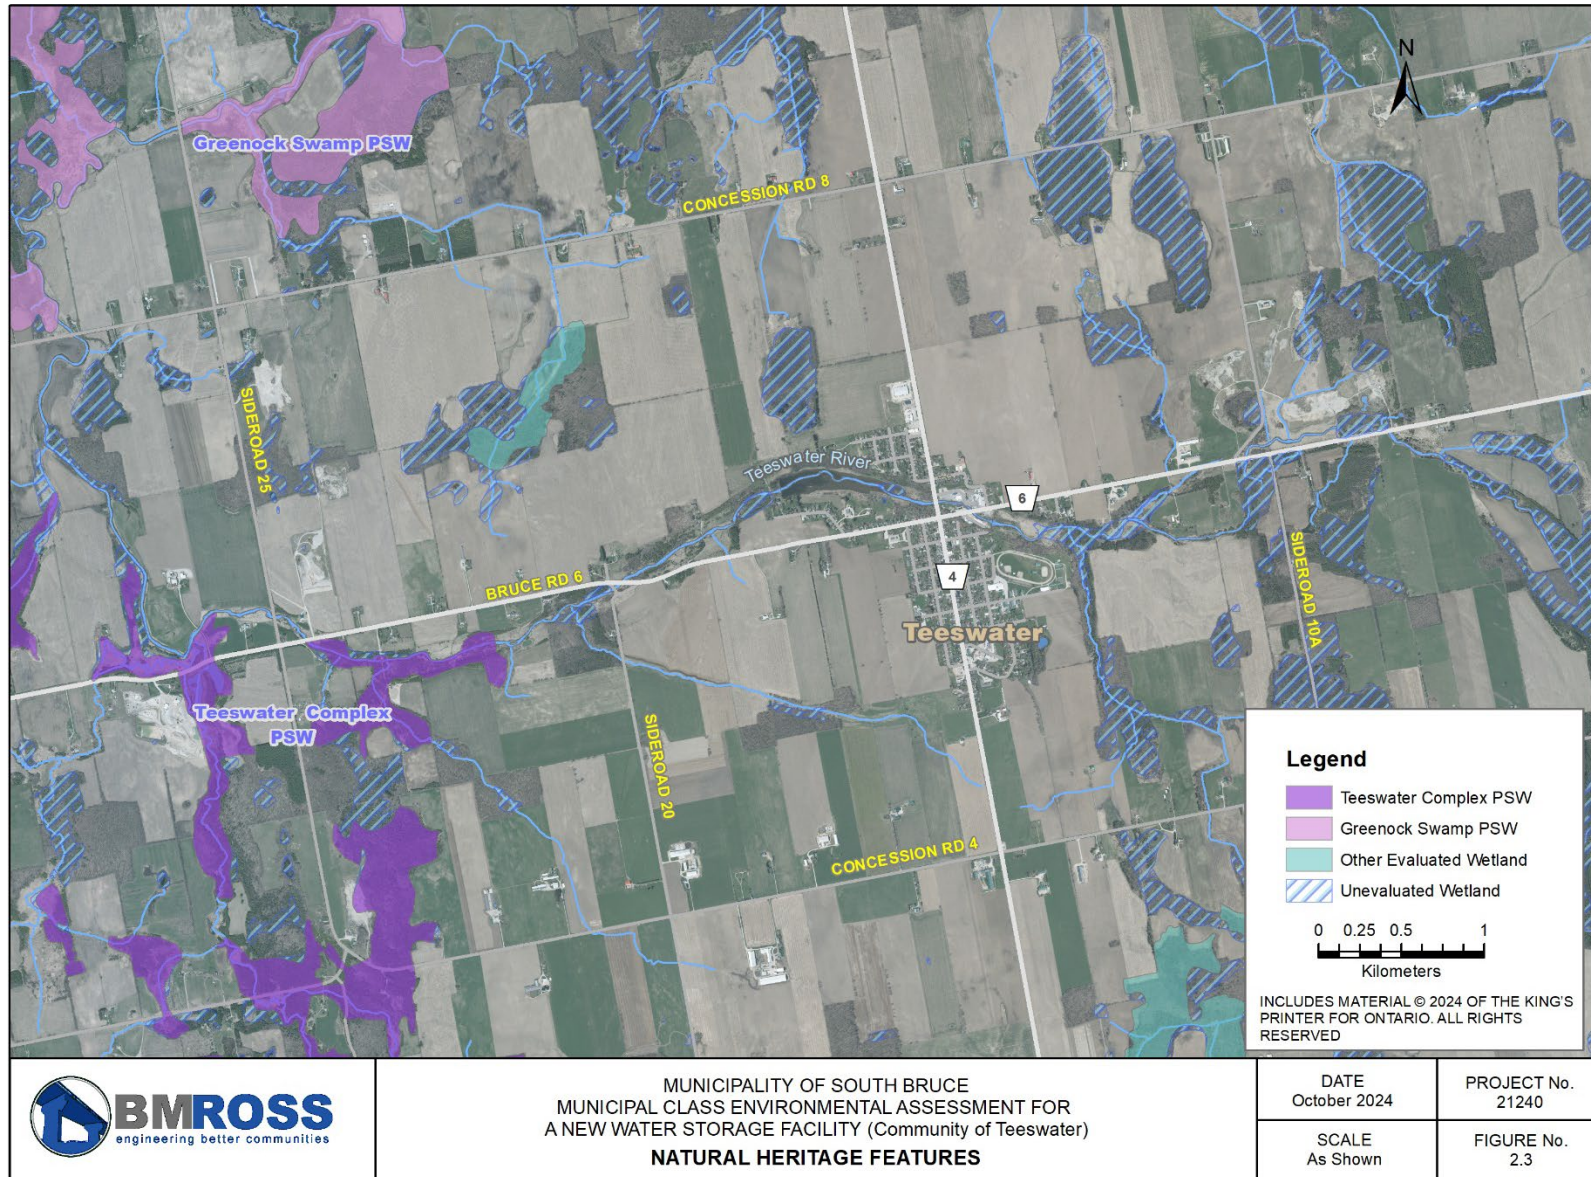 N
Greenock Swamp PSW
CONCESSION RD 8
SIDEROAD 25
Teeswater River
6
BRUCE RD 6
4
SIDEROAD 10A
Teeswater
Teeswater Complex
PSW
SIDEROAD 20
CONCESSION RD 4
Legend
Teeswater Complex PSW
Greenock Swamp PSW
Other Evaluated Wetland
Unevaluated Wetland
0 0.25 0.5 1
Kilometers
INCLUDES MATERIAL © 2024 OF THE KING'S
PRINTER FOR ONTARIO. ALL RIGHTS
RESERVED
BMROSS
engineering better communities
MUNICIPALITY OF SOUTH BRUCE
MUNICIPAL CLASS ENVIRONMENTAL ASSESSMENT FOR
A NEW WATER STORAGE FACILITY (Community of Teeswater)
NATURAL HERITAGE FEATURES
DATE
October 2024
PROJECT No.
21240
SCALE
As Shown
FIGURE No.
2.3